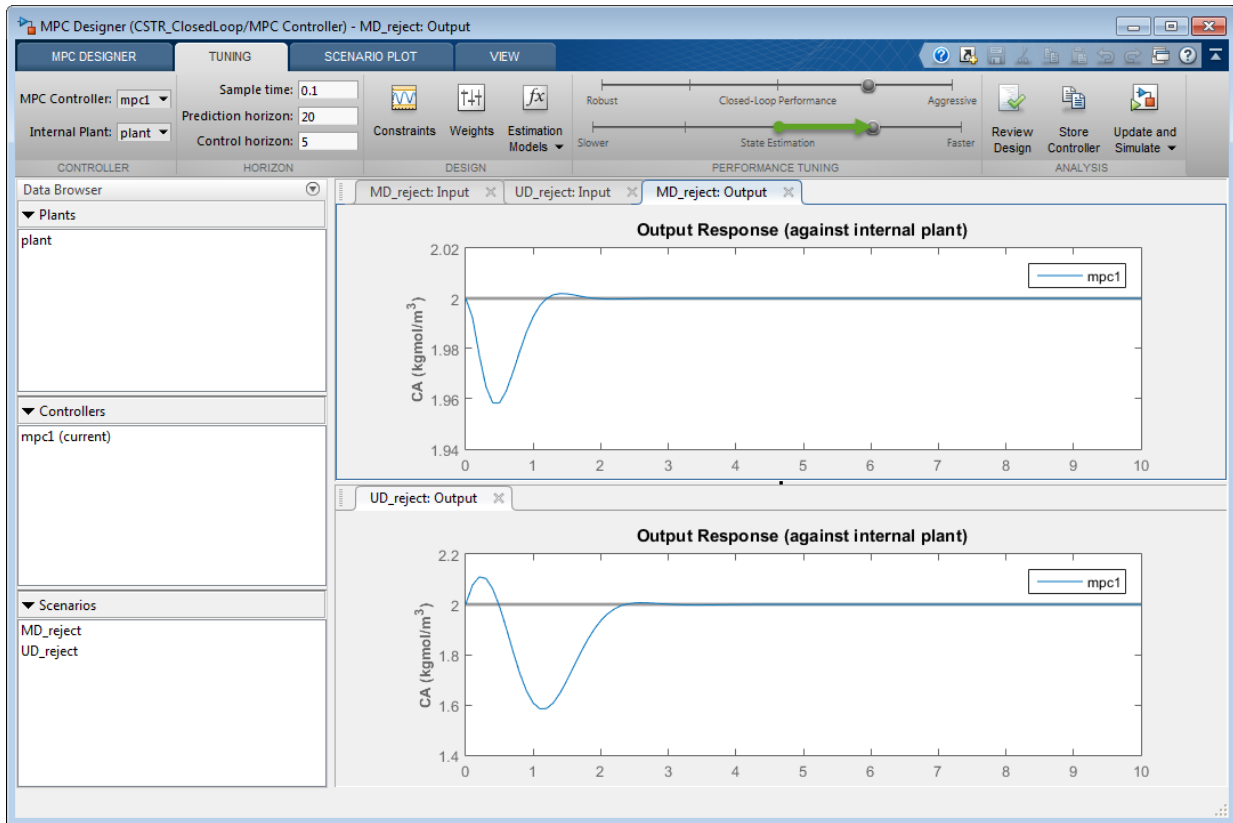 MPC Designer (CSTR_ClosedLoop/MPC Controller) - MD_reject: Output
MPC DESIGNER TUNING SCENARIO PLOT VIEW
MPC Controller: mpc1
Internal Plant: plant
CONTROLLER
Sample time: 0.1
Prediction horizon: 20
Control horizon: 5
HORIZON
Constraints Weights Estimation Models
DESIGN
Robust Closed-Loop Performance Aggressive
Slower State Estimation Faster
PERFORMANCE TUNING
Review Design Store Controller Update and Simulate
ANALYSIS
Data Browser
Plants
plant
Controllers
mpc1 (current)
Scenarios
MD_reject
UD_reject
MD_reject: Input UD_reject: Input MD_reject: Output
Output Response (against internal plant)
2.02
2
1.98
1.96
1.94
CA (kgmol/m³)
mpc1
0 1 2 3 4 5 6 7 8 9 10
UD_reject: Output
Output Response (against internal plant)
2.2
2
1.8
1.6
1.4
CA (kgmol/m³)
mpc1
0 1 2 3 4 5 6 7 8 9 10